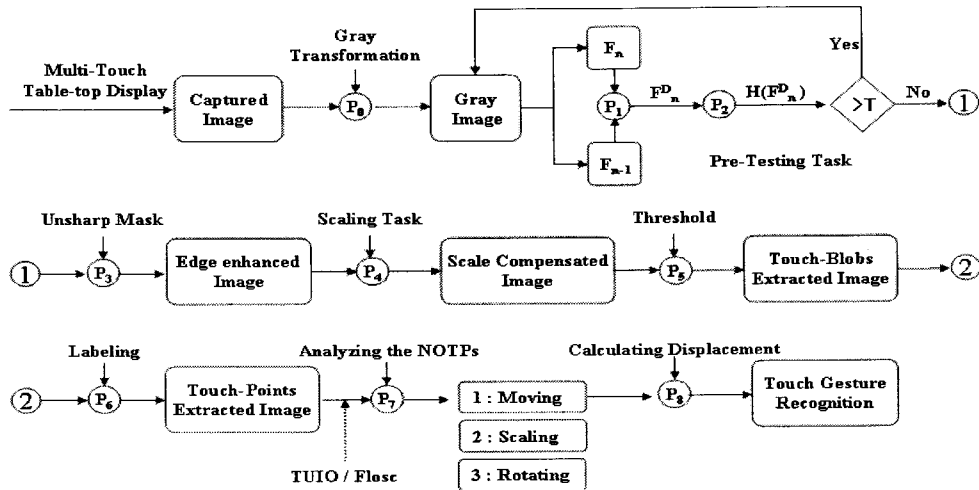 Gray
Transformation
Multi-Touch
Table-top Display
Captured
Image
P0
Gray
Image
Fn
P1
Fn-1
F^D_n
P2
H(F^D_n)
>T
Yes
No
1
Pre-Testing Task
Unsharp Mask
Scaling Task
Threshold
1
P3
Edge enhanced
Image
P4
Scale Compensated
Image
P5
Touch-Blobs
Extracted Image
2
Labeling
Analyzing the NOTPs
Calculating Displacement
2
P6
Touch-Points
Extracted Image
P7
1 : Moving
2 : Scaling
3 : Rotating
P8
Touch Gesture
Recognition
TUIO / Flosc